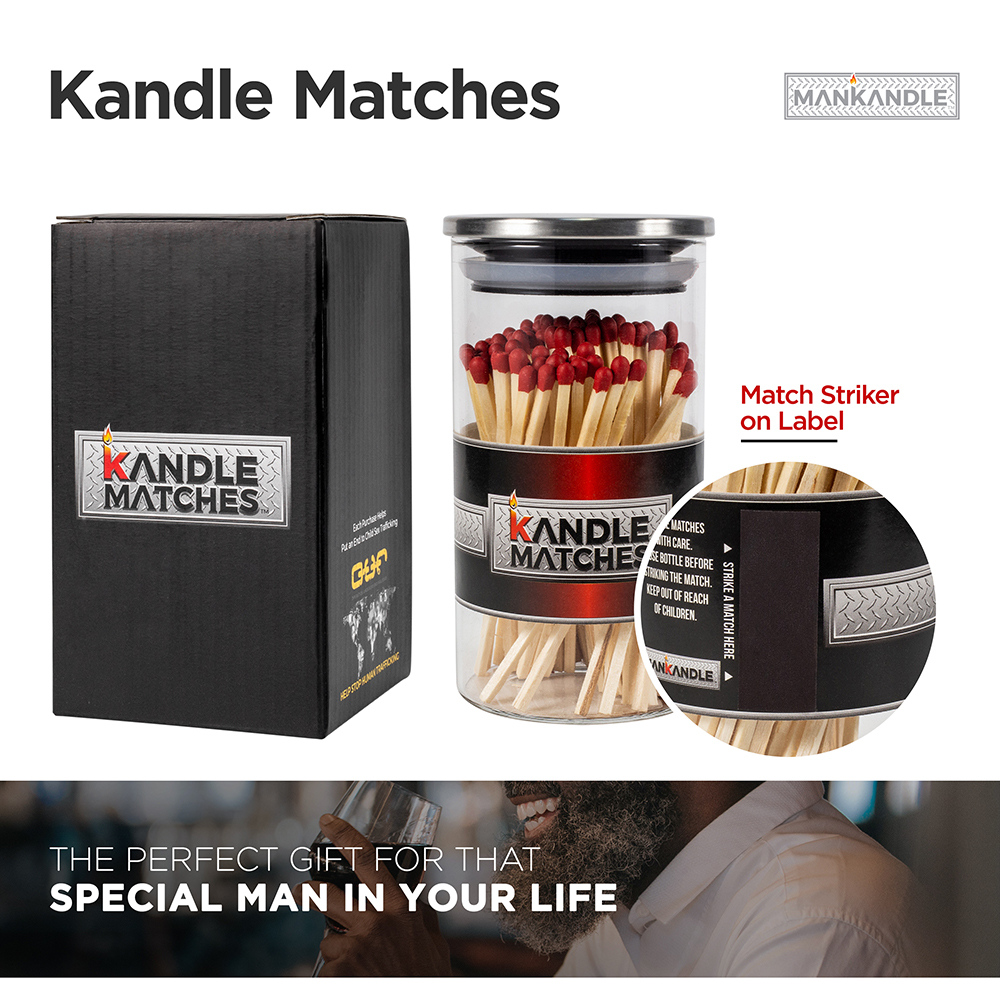 Kandle Matches
MANKANDLE
KANDLE
MATCHES™
Each Purchase Helps
Put an End to Child Sex Trafficking
HELP STOP HUMAN TRAFFICKING
KANDLE
MATCHES
Match Striker
on Label
MATCHES
WITH CARE.
BOTTLE BEFORE
STRIKING THE MATCH.
KEEP OUT OF REACH
OF CHILDREN.
STRIKE A MATCH HERE
MANKANDLE
THE PERFECT GIFT FOR THAT
SPECIAL MAN IN YOUR LIFE